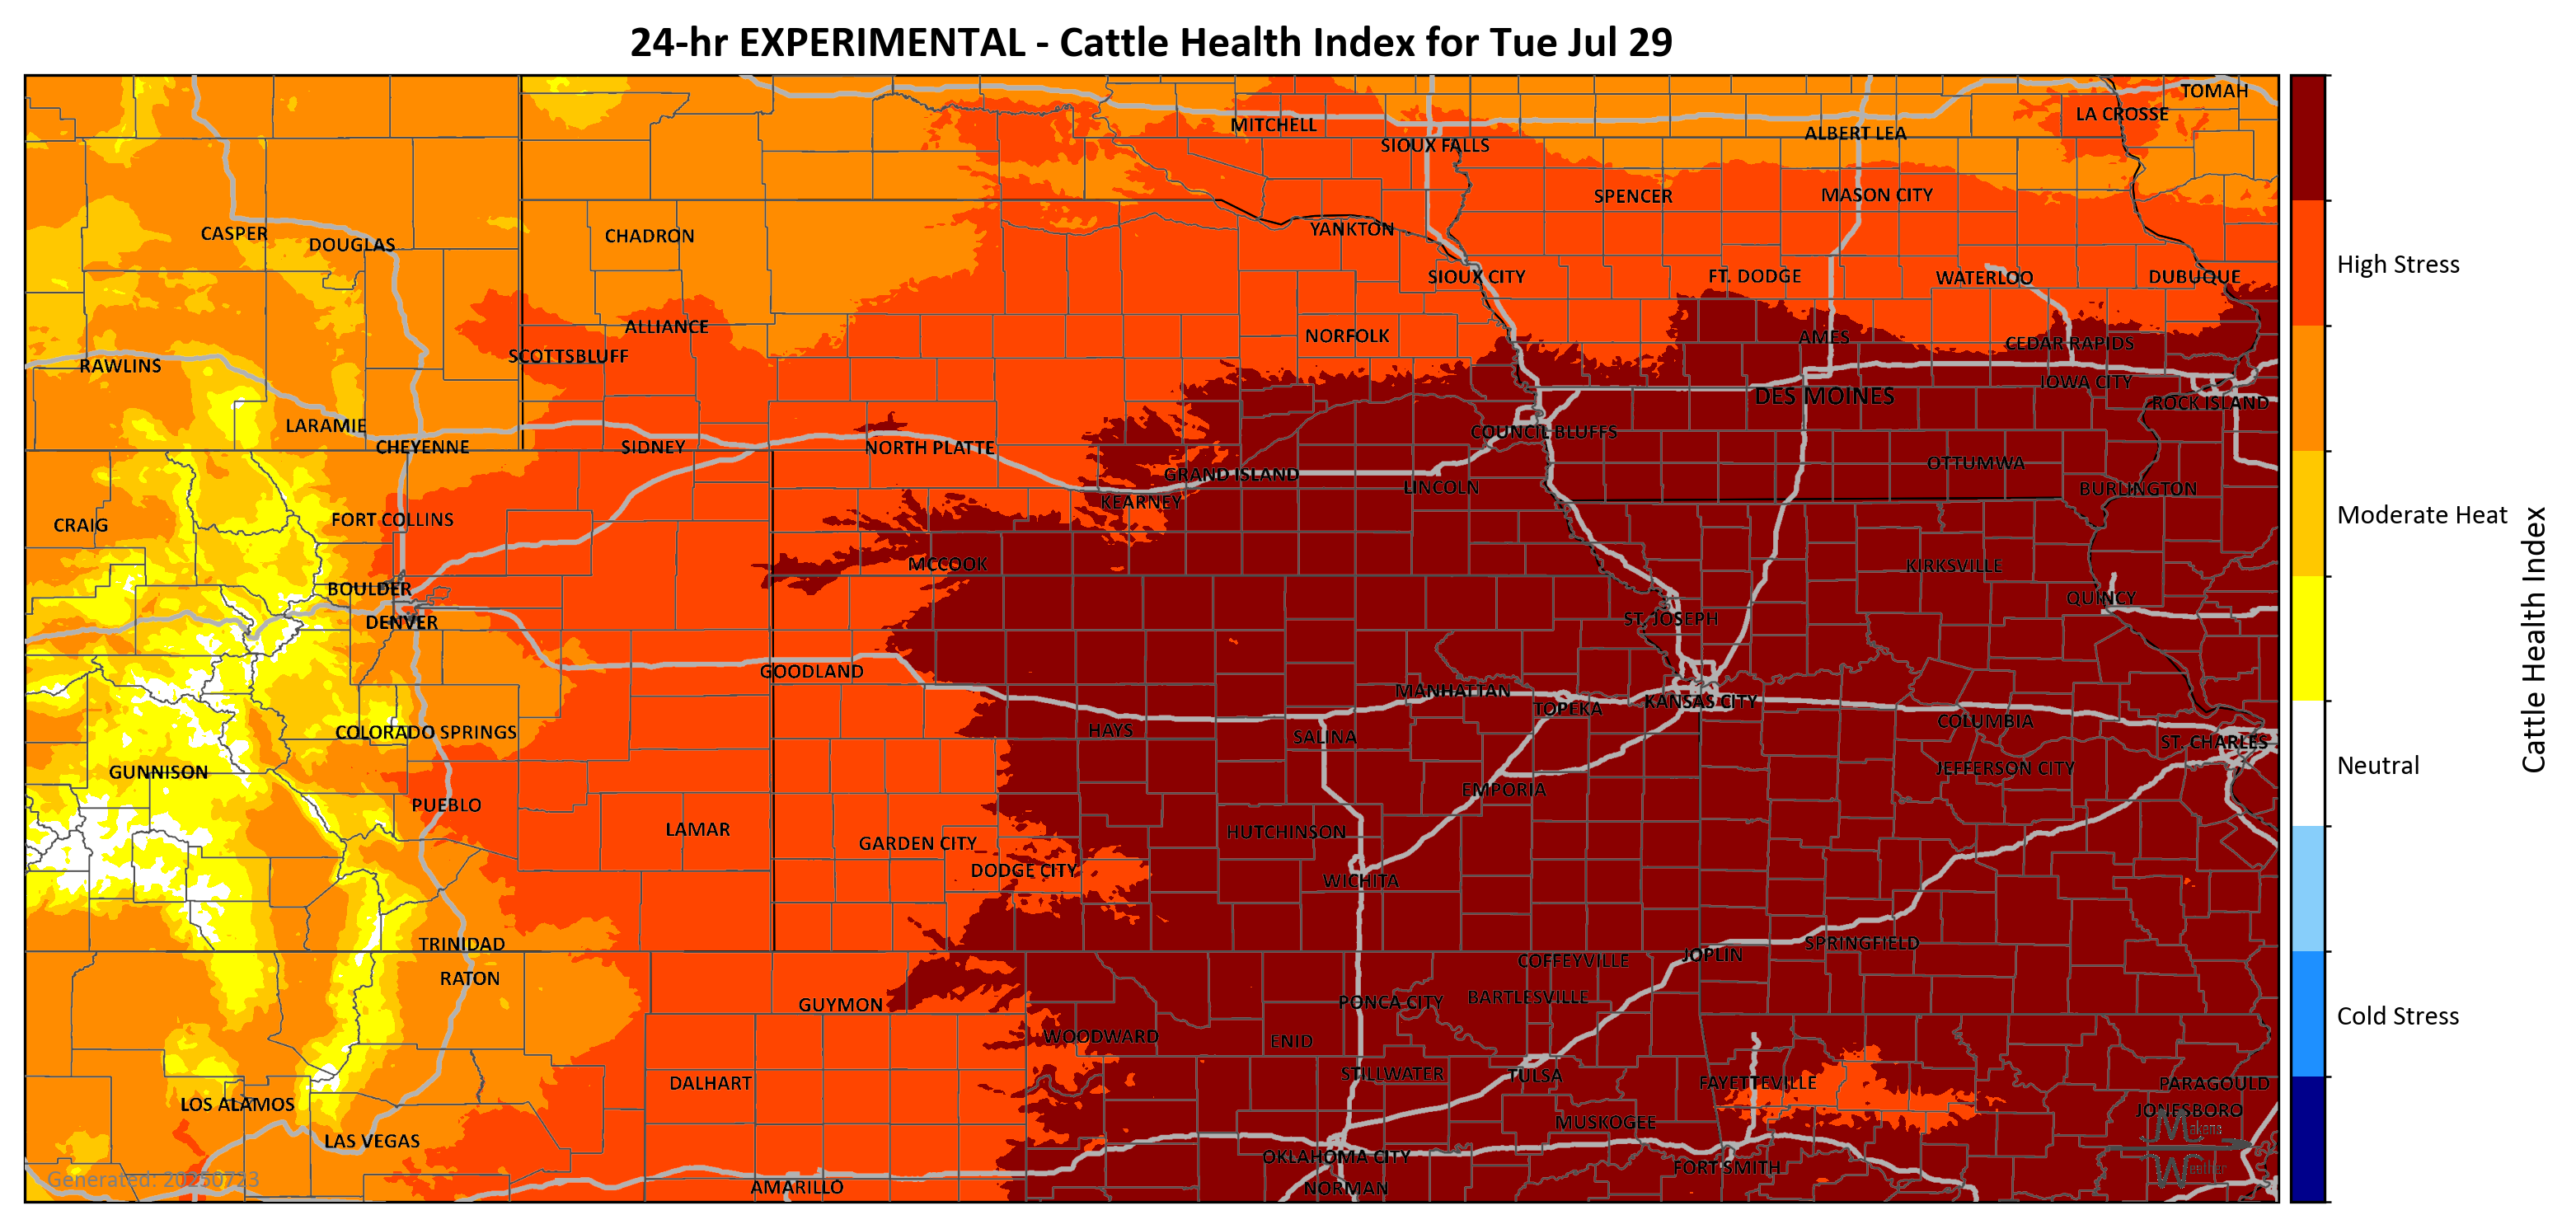 24-hr EXPERIMENTAL - Cattle Health Index for Tue Jul 29
TOMAH
LA CROSSE
MITCHELL
ALBERT LEA
SIOUX FALLS
SPENCER
MASON CITY
CASPER
DOUGLAS
CHADRON
YANKTON
SIOUX CITY
FT. DODGE
WATERLOO
DUBUQUE
High Stress
ALLIANCE
NORFOLK
AMES
CEDAR RAPIDS
SCOTTSBLUFF
RAWLINS
IOWA CITY
DES MOINES
ROCK ISLAND
LARAMIE
COUNCIL BLUFFS
CHEYENNE
SIDNEY
NORTH PLATTE
OTTUMWA
GRAND ISLAND
LINCOLN
BURLINGTON
KEARNEY
Moderate Heat
CRAIG
FORT COLLINS
MCCOOK
KIRKSVILLE
BOULDER
QUINCY
DENVER
ST. JOSEPH
Cattle Health Index
GOODLAND
MANHATTAN
KANSAS CITY
TOPEKA
COLUMBIA
COLORADO SPRINGS
HAYS
SALINA
ST. CHARLES
GUNNISON
JEFFERSON CITY
Neutral
EMPORIA
PUEBLO
LAMAR
HUTCHINSON
GARDEN CITY
DODGE CITY
WICHITA
TRINIDAD
SPRINGFIELD
JOPLIN
COFFEYVILLE
RATON
BARTLESVILLE
PONCA CITY
GUYMON
Cold Stress
WOODWARD
ENID
STILLWATER
TULSA
DALHART
FAYETTEVILLE
PARAGOULD
LOS ALAMOS
JONESBORO
MUSKOGEE
LAS VEGAS
OKLAHOMA CITY
FORT SMITH
Generated: 20250723
AMARILLO
NORMAN
Weather